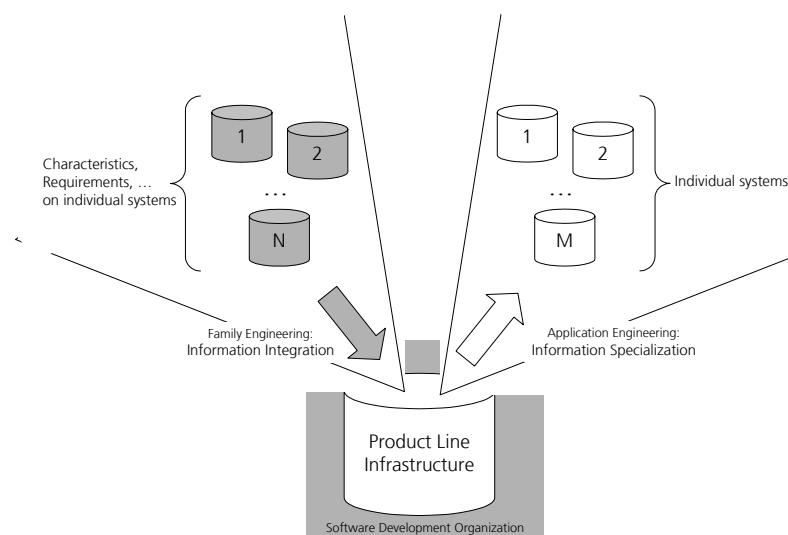 1
2
...
N
Characteristics,
Requirements, …
on individual systems
1
2
...
M
Individual systems
Family Engineering:
Information Integration
Application Engineering:
Information Specialization
Product Line
Infrastructure
Software Development Organization